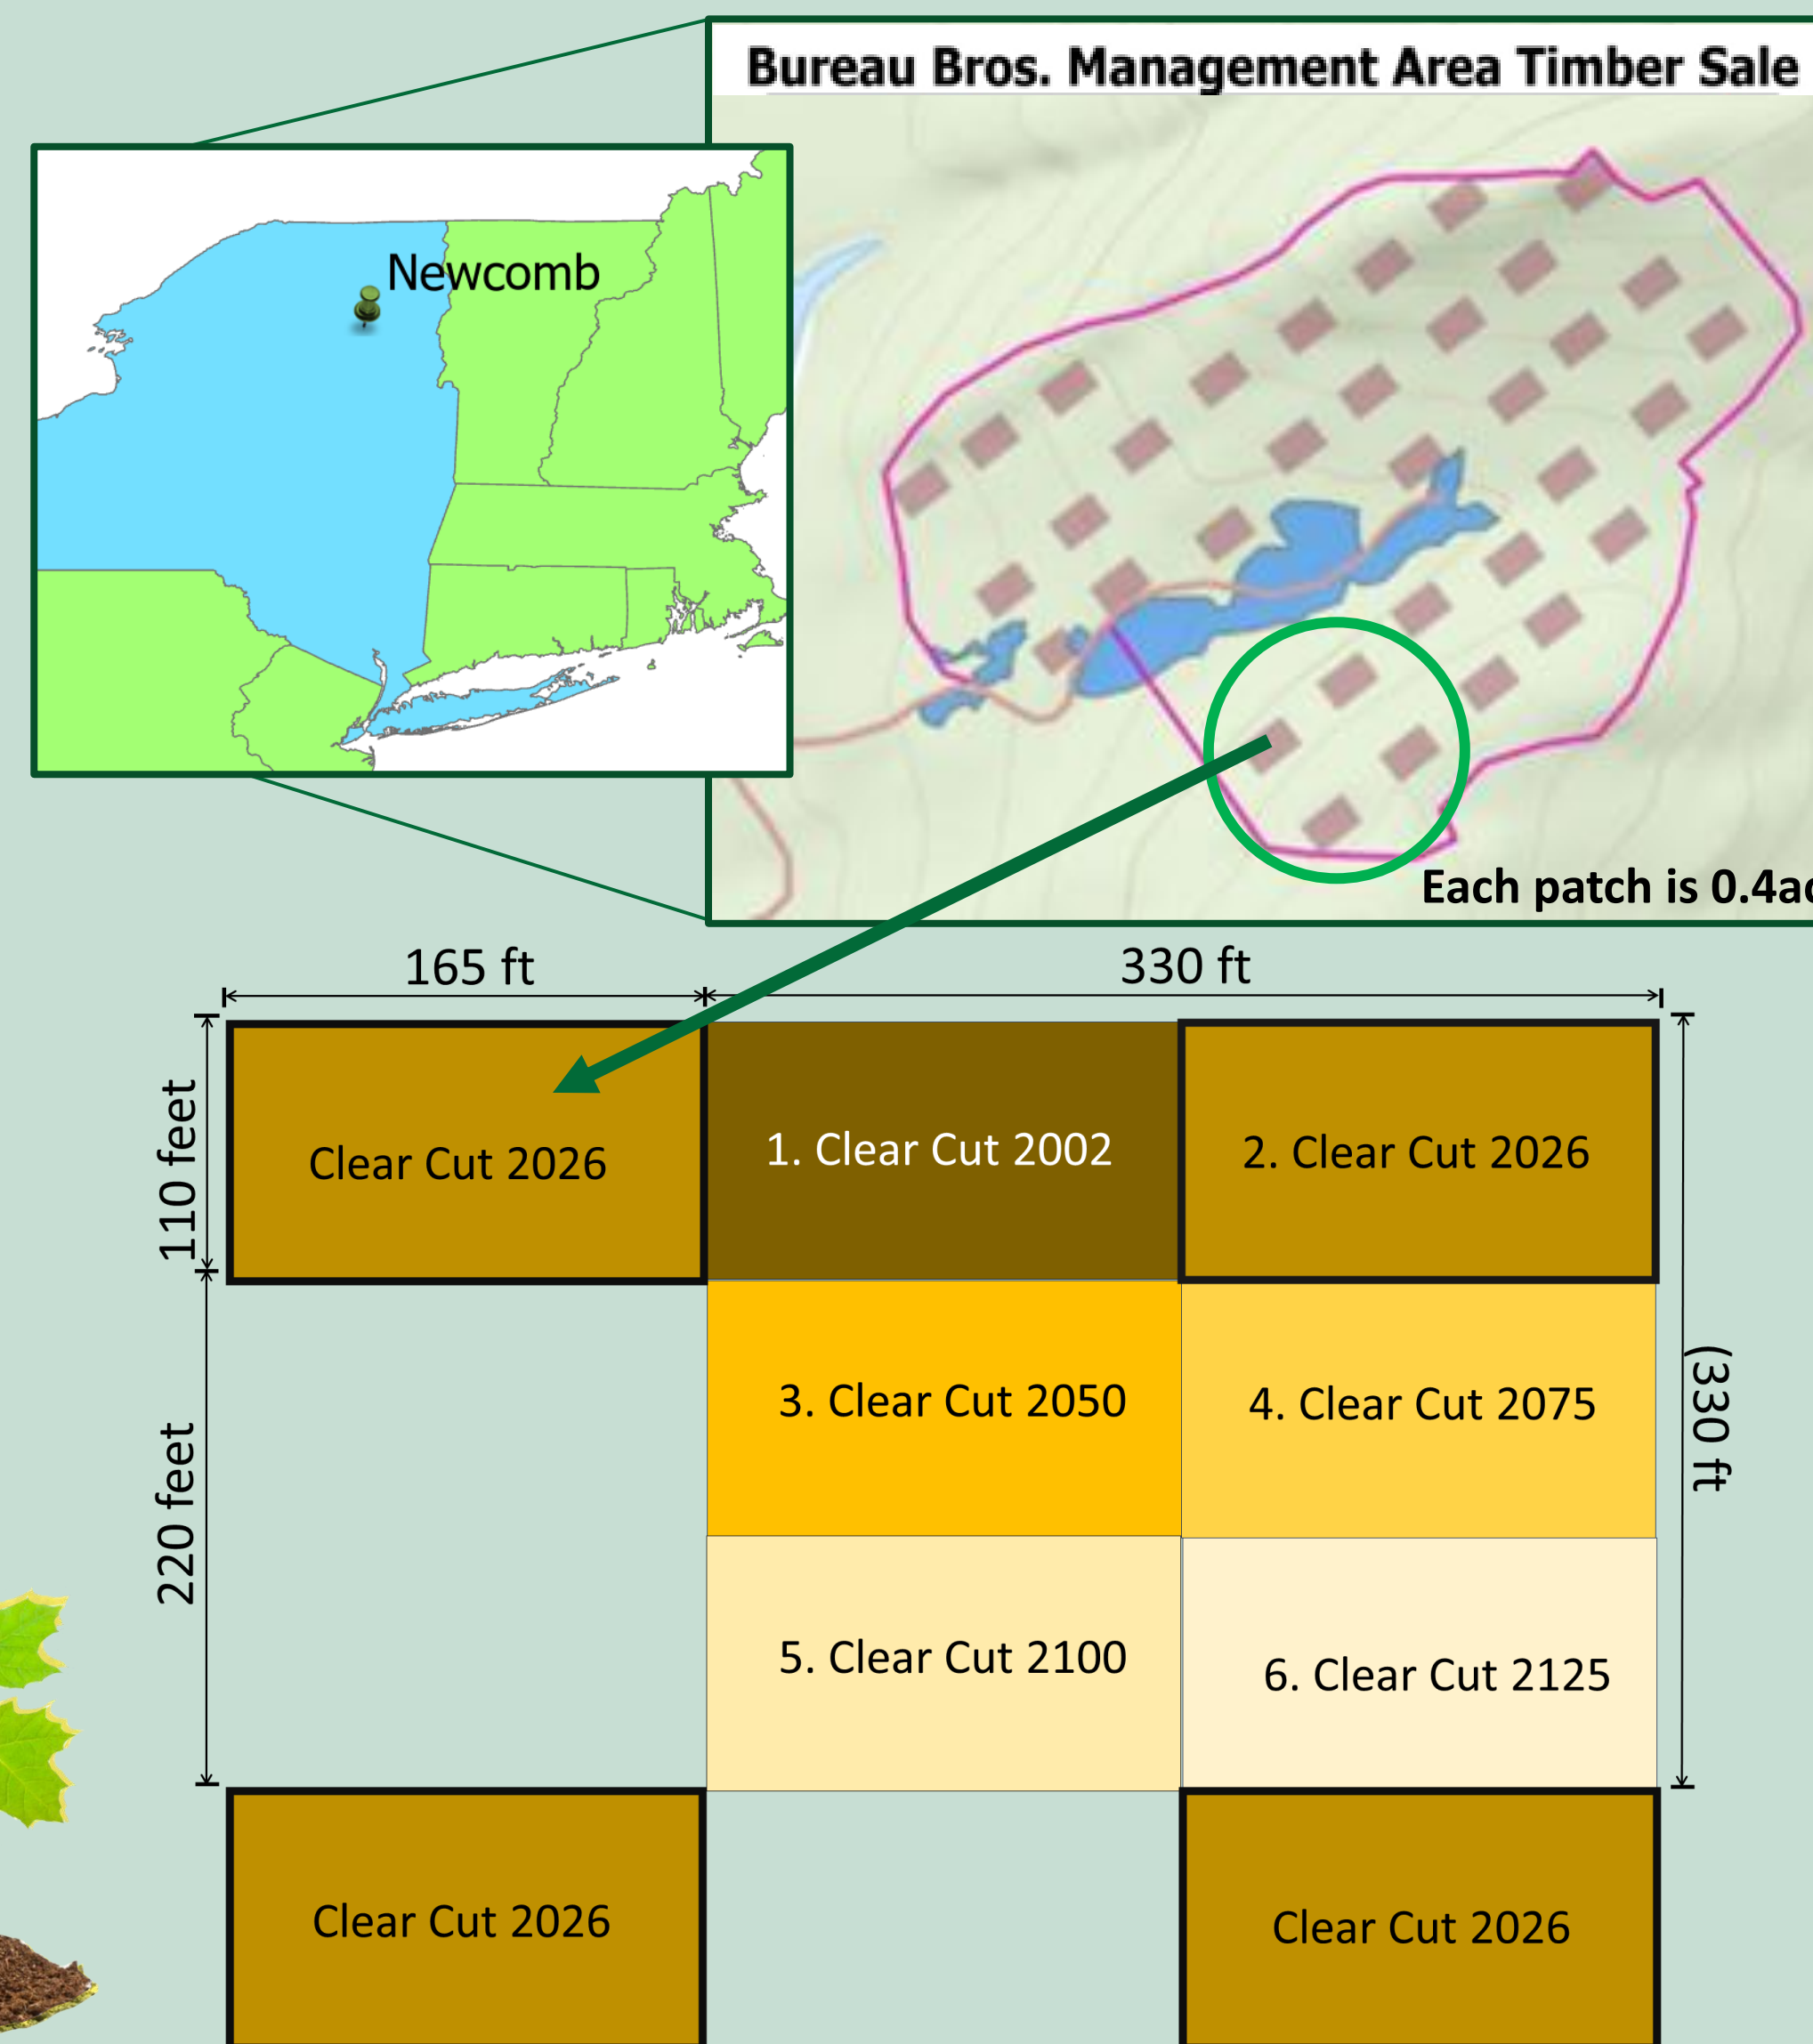 Bureau Bros. Management Area Timber Sale
Newcomb
Each patch is 0.4ac
165 ft
330 ft
110 feet
Clear Cut 2026
1. Clear Cut 2002
2. Clear Cut 2026
220 feet
3. Clear Cut 2050
4. Clear Cut 2075
(330 ft
5. Clear Cut 2100
6. Clear Cut 2125
Clear Cut 2026
Clear Cut 2026